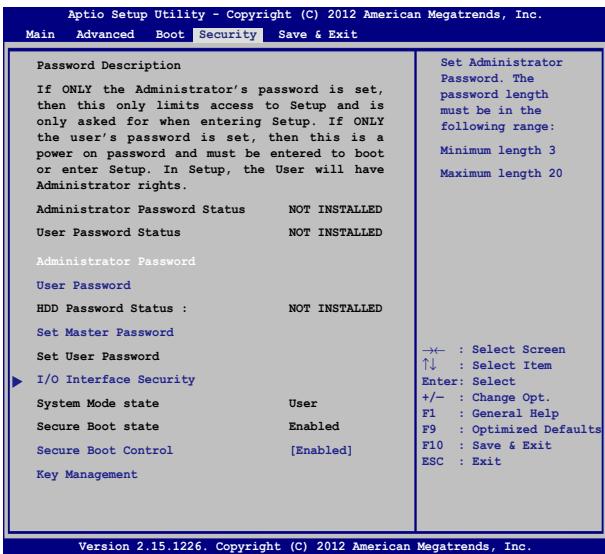 Aptio Setup Utility - Copyright (C) 2012 American Megatrends, Inc.
Main Advanced Boot Security Save & Exit
Password Description
If ONLY the Administrator's password is set,
then this only limits access to Setup and is
only asked for when entering Setup. If ONLY
the user's password is set, then this is a
power on password and must be entered to boot
or enter Setup. In Setup, the User will have
Administrator rights.
Administrator Password Status NOT INSTALLED
User Password Status NOT INSTALLED
Administrator Password
User Password
HDD Password Status : NOT INSTALLED
Set Master Password
Set User Password
I/O Interface Security
System Mode state User
Secure Boot state Enabled
Secure Boot Control [Enabled]
Key Management
Set Administrator
Password. The
password length
must be in the
following range:
Minimum length 3
Maximum length 20
→← : Select Screen
↑↓ : Select Item
Enter: Select
+/− : Change Opt.
F1 : General Help
F9 : Optimized Defaults
F10 : Save & Exit
ESC : Exit
Version 2.15.1226. Copyright (C) 2012 American Megatrends, Inc.